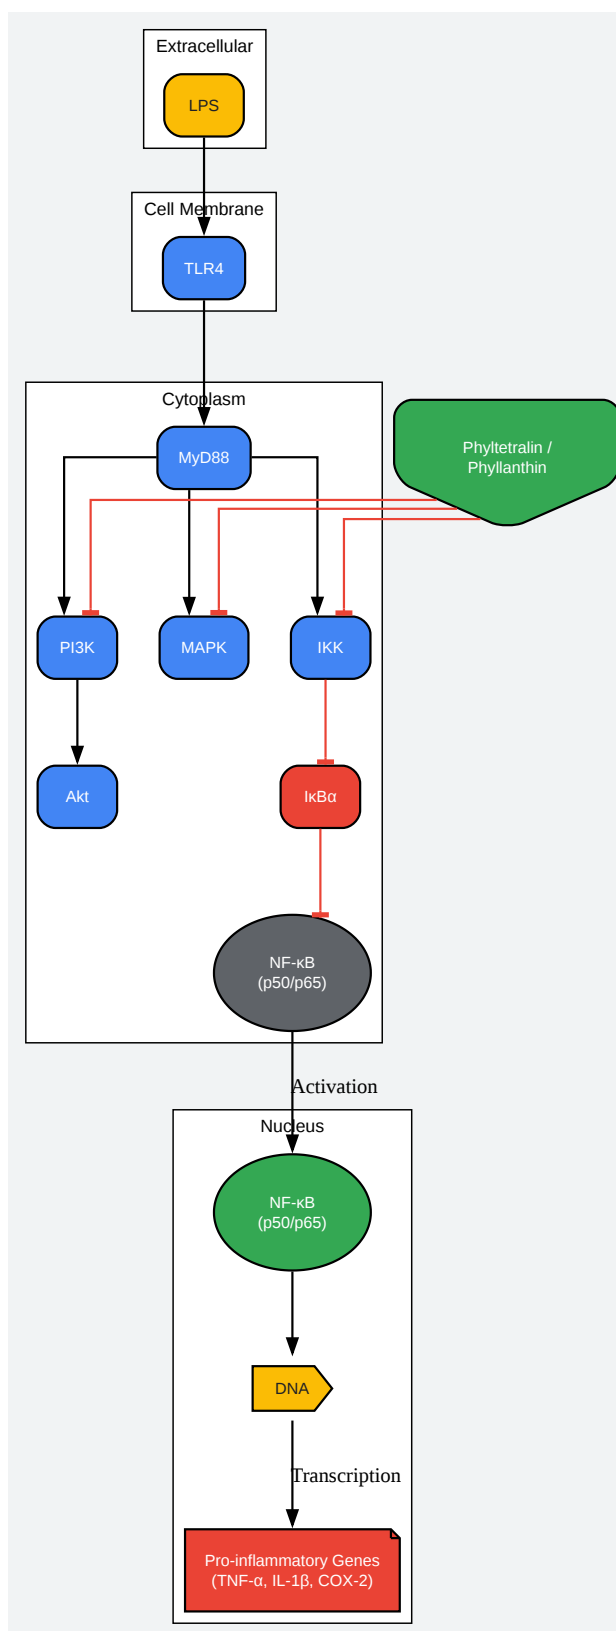 Extracellular
LPS
Cell Membrane
TLR4
Cytoplasm
MyD88
Phyltetralin /
Phyllanthin
PI3K
MAPK
IKK
Akt
IκBα
NF-κB
(p50/p65)
Activation
Nucleus
NF-κB
(p50/p65)
DNA
Transcription
Pro-inflammatory Genes
(TNF-α, IL-1β, COX-2)